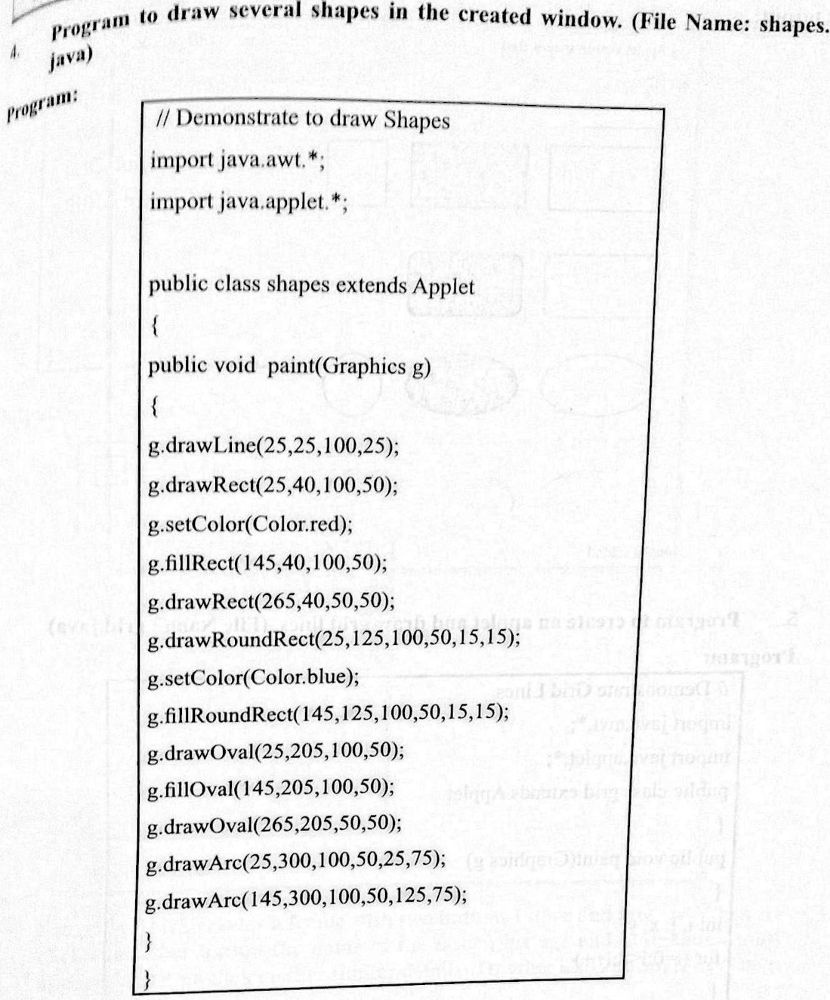 4. Program to draw several shapes in the created window. (File Name: shapes.
java)
Program:
// Demonstrate to draw Shapes
import java.awt.*;
import java.applet.*;
public class shapes extends Applet
{
public void paint(Graphics g)
{
g.drawLine(25,25,100,25);
g.drawRect(25,40,100,50);
g.setColor(Color.red);
g.fillRect(145,40,100,50);
g.drawRect(265,40,50,50);
g.drawRoundRect(25,125,100,50,15,15);
g.setColor(Color.blue);
g.fillRoundRect(145,125,100,50,15,15);
g.drawOval(25,205,100,50);
g.fillOval(145,205,100,50);
g.drawOval(265,205,50,50);
g.drawArc(25,300,100,50,25,75);
g.drawArc(145,300,100,50,125,75);
}
}